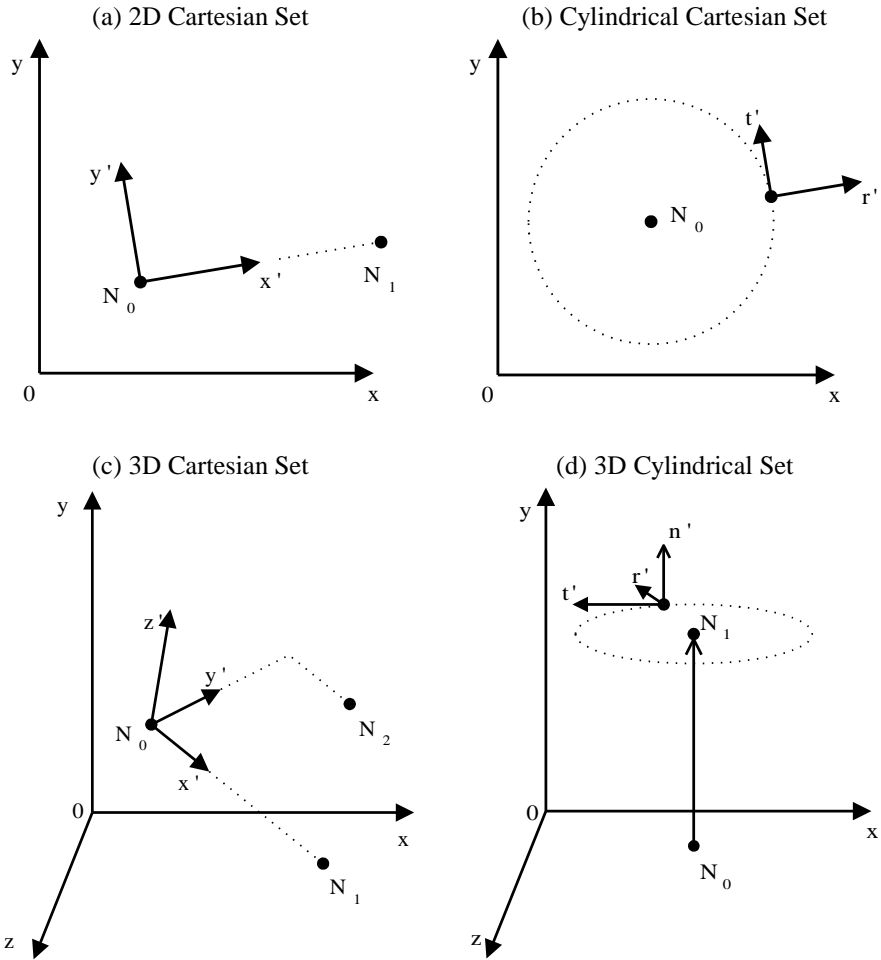 (a) 2D Cartesian Set
y
y '
x '
N 0
N 1
0
x
(b) Cylindrical Cartesian Set
y
t '
r '
N 0
0
x
(c) 3D Cartesian Set
y
z '
y '
N 0
x '
N 2
0
x
N 1
z
(d) 3D Cylindrical Set
y
n '
r '
t '
N 1
0
x
N 0
z